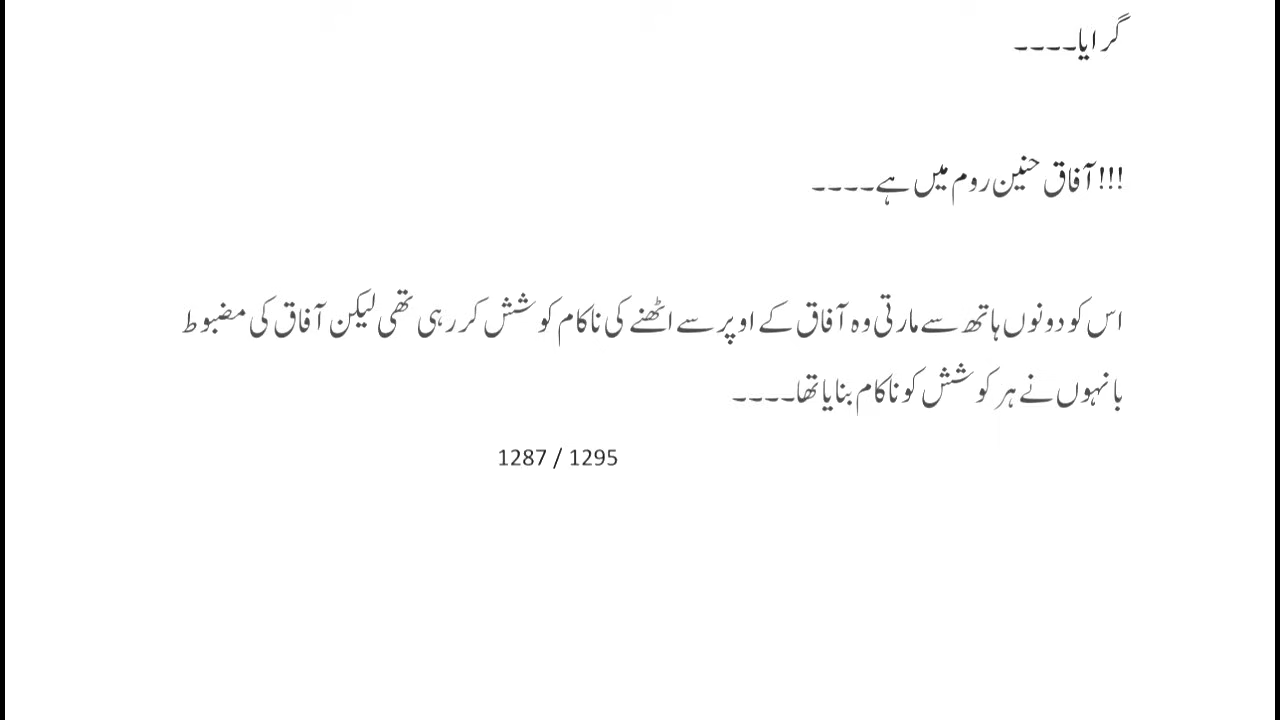 گرایا۔۔۔۔
!!!آفاق حنین روم میں ہے۔۔۔۔
اس کو دونوں ہاتھ سے مارتی وہ آفاق کے اوپر سے اٹھنے کی ناکام کوشش کر رہی تھی لیکن آفاق کی مضبوط
بانہوں نے ہر کوشش کو ناکام بنایا تھا۔۔۔۔
1287 / 1295